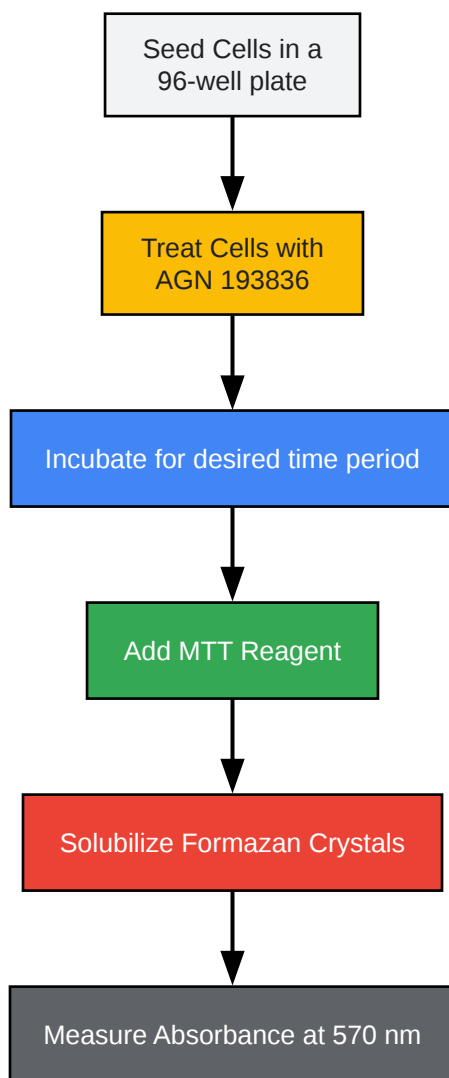 Seed Cells in a
96-well plate
Treat Cells with
AGN 193836
Incubate for desired time period
Add MTT Reagent
Solubilize Formazan Crystals
Measure Absorbance at 570 nm